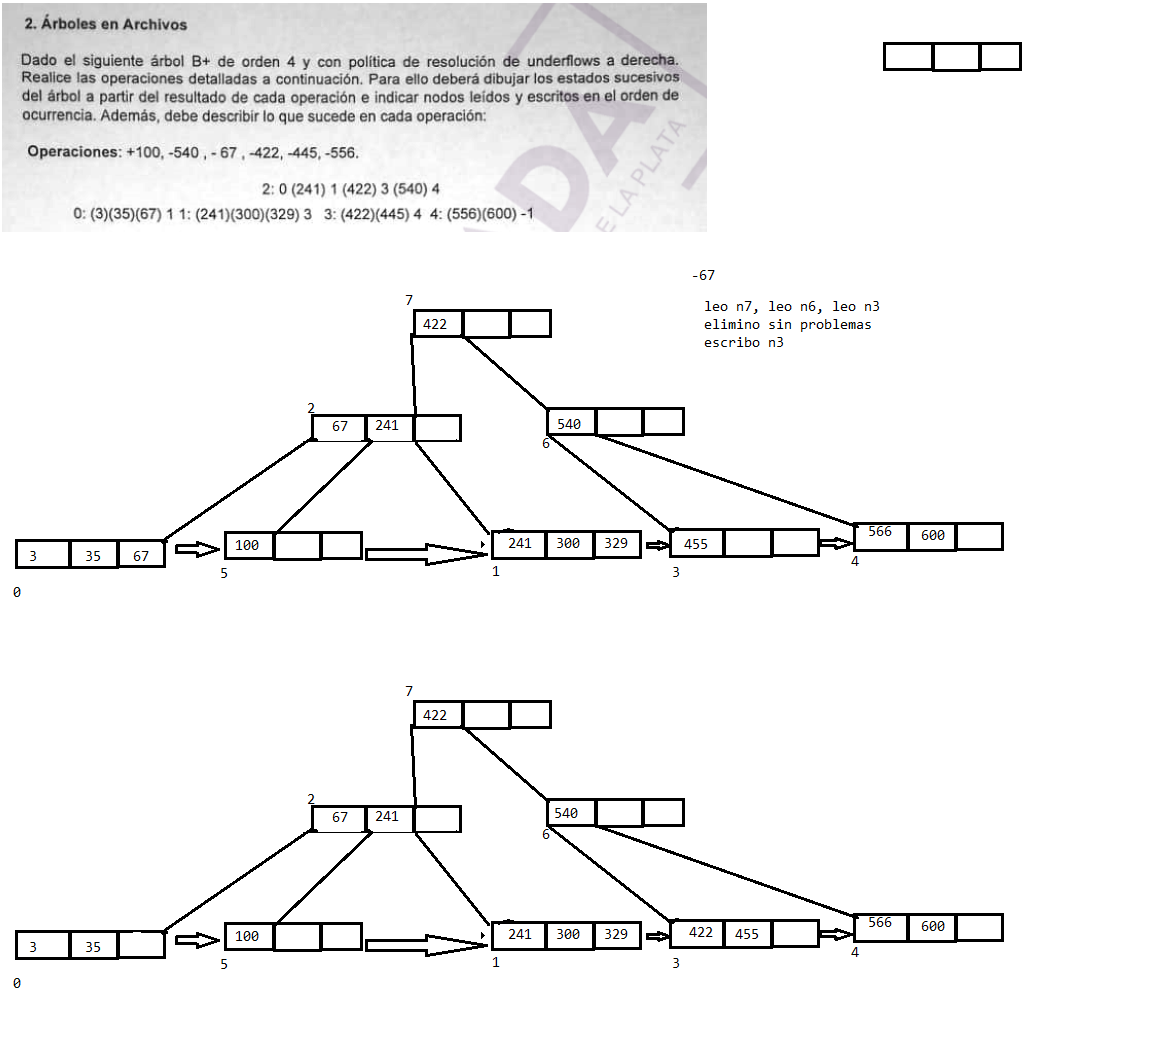 2. Árboles en Archivos
Dado el siguiente árbol B+ de orden 4 y con política de resolución de underflows a derecha.
Realice las operaciones detalladas a continuación. Para ello deberá dibujar los estados sucesivos
del árbol a partir del resultado de cada operación e indicar nodos leídos y escritos en el orden de
ocurrencia. Además, debe describir lo que sucede en cada operación:
Operaciones: +100, -540 , - 67 , -422, -445, -556.
2: 0 (241) 1 (422) 3 (540) 4
0: (3)(35)(67) 1 1: (241)(300)(329) 3 3: (422)(445) 4 4: (556)(600) -1
DA
E LA PLATA
-67
leo n7, leo n6, leo n3
elimino sin problemas
escribo n3
7
422
2
67 241
540
6
3 35 67
100
241 300 329
455
566 600
0
5
1
3
4
7
422
2
67 241
540
6
3 35
100
241 300 329
422 455
566 600
0
5
1
3
4